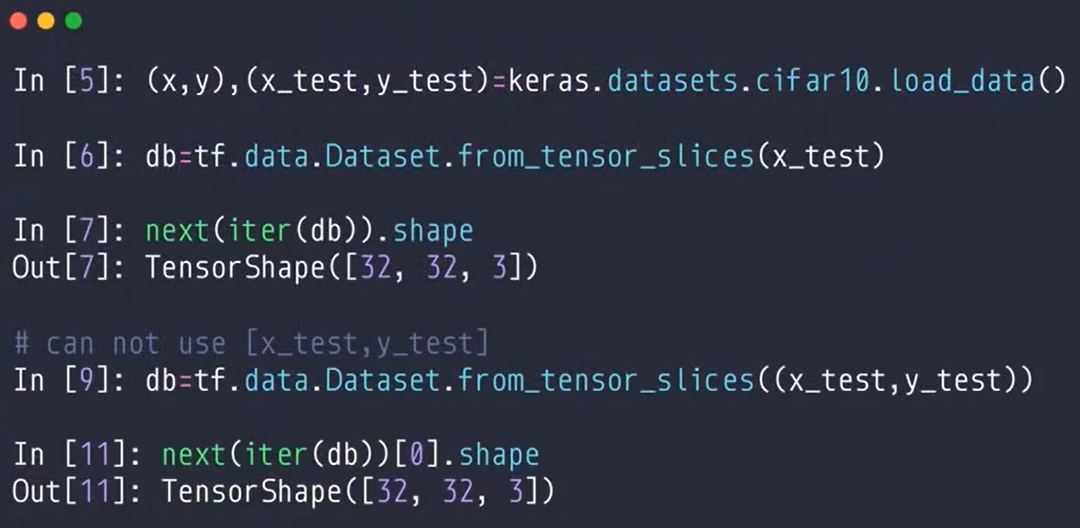 In [5]: (x,y),(x_test,y_test)=keras.datasets.cifar10.load_data()
In [6]: db=tf.data.Dataset.from_tensor_slices(x_test)
In [7]: next(iter(db)).shape
Out[7]: TensorShape([32, 32, 3])
# can not use [x_test,y_test]
In [9]: db=tf.data.Dataset.from_tensor_slices((x_test,y_test))
In [11]: next(iter(db))[0].shape
Out[11]: TensorShape([32, 32, 3])